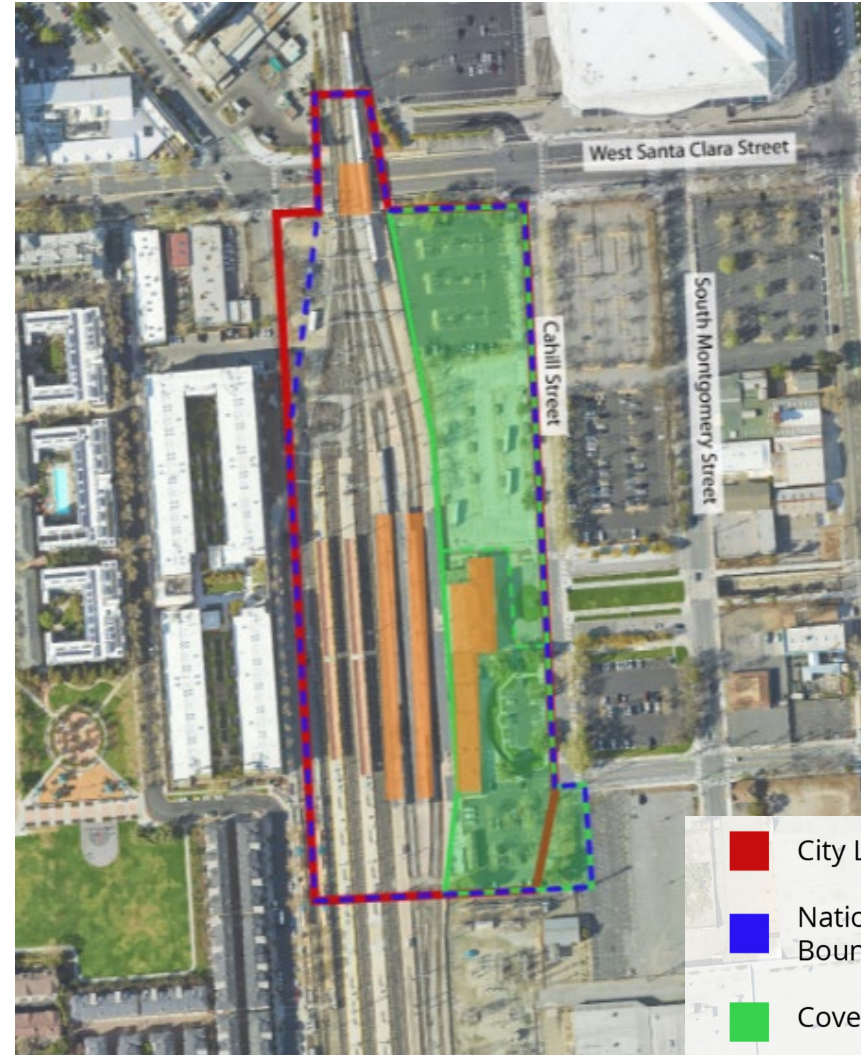 West Santa Clara Street
Cahill Street
South Montgomery Street
City L
Natio
Boun
Cove